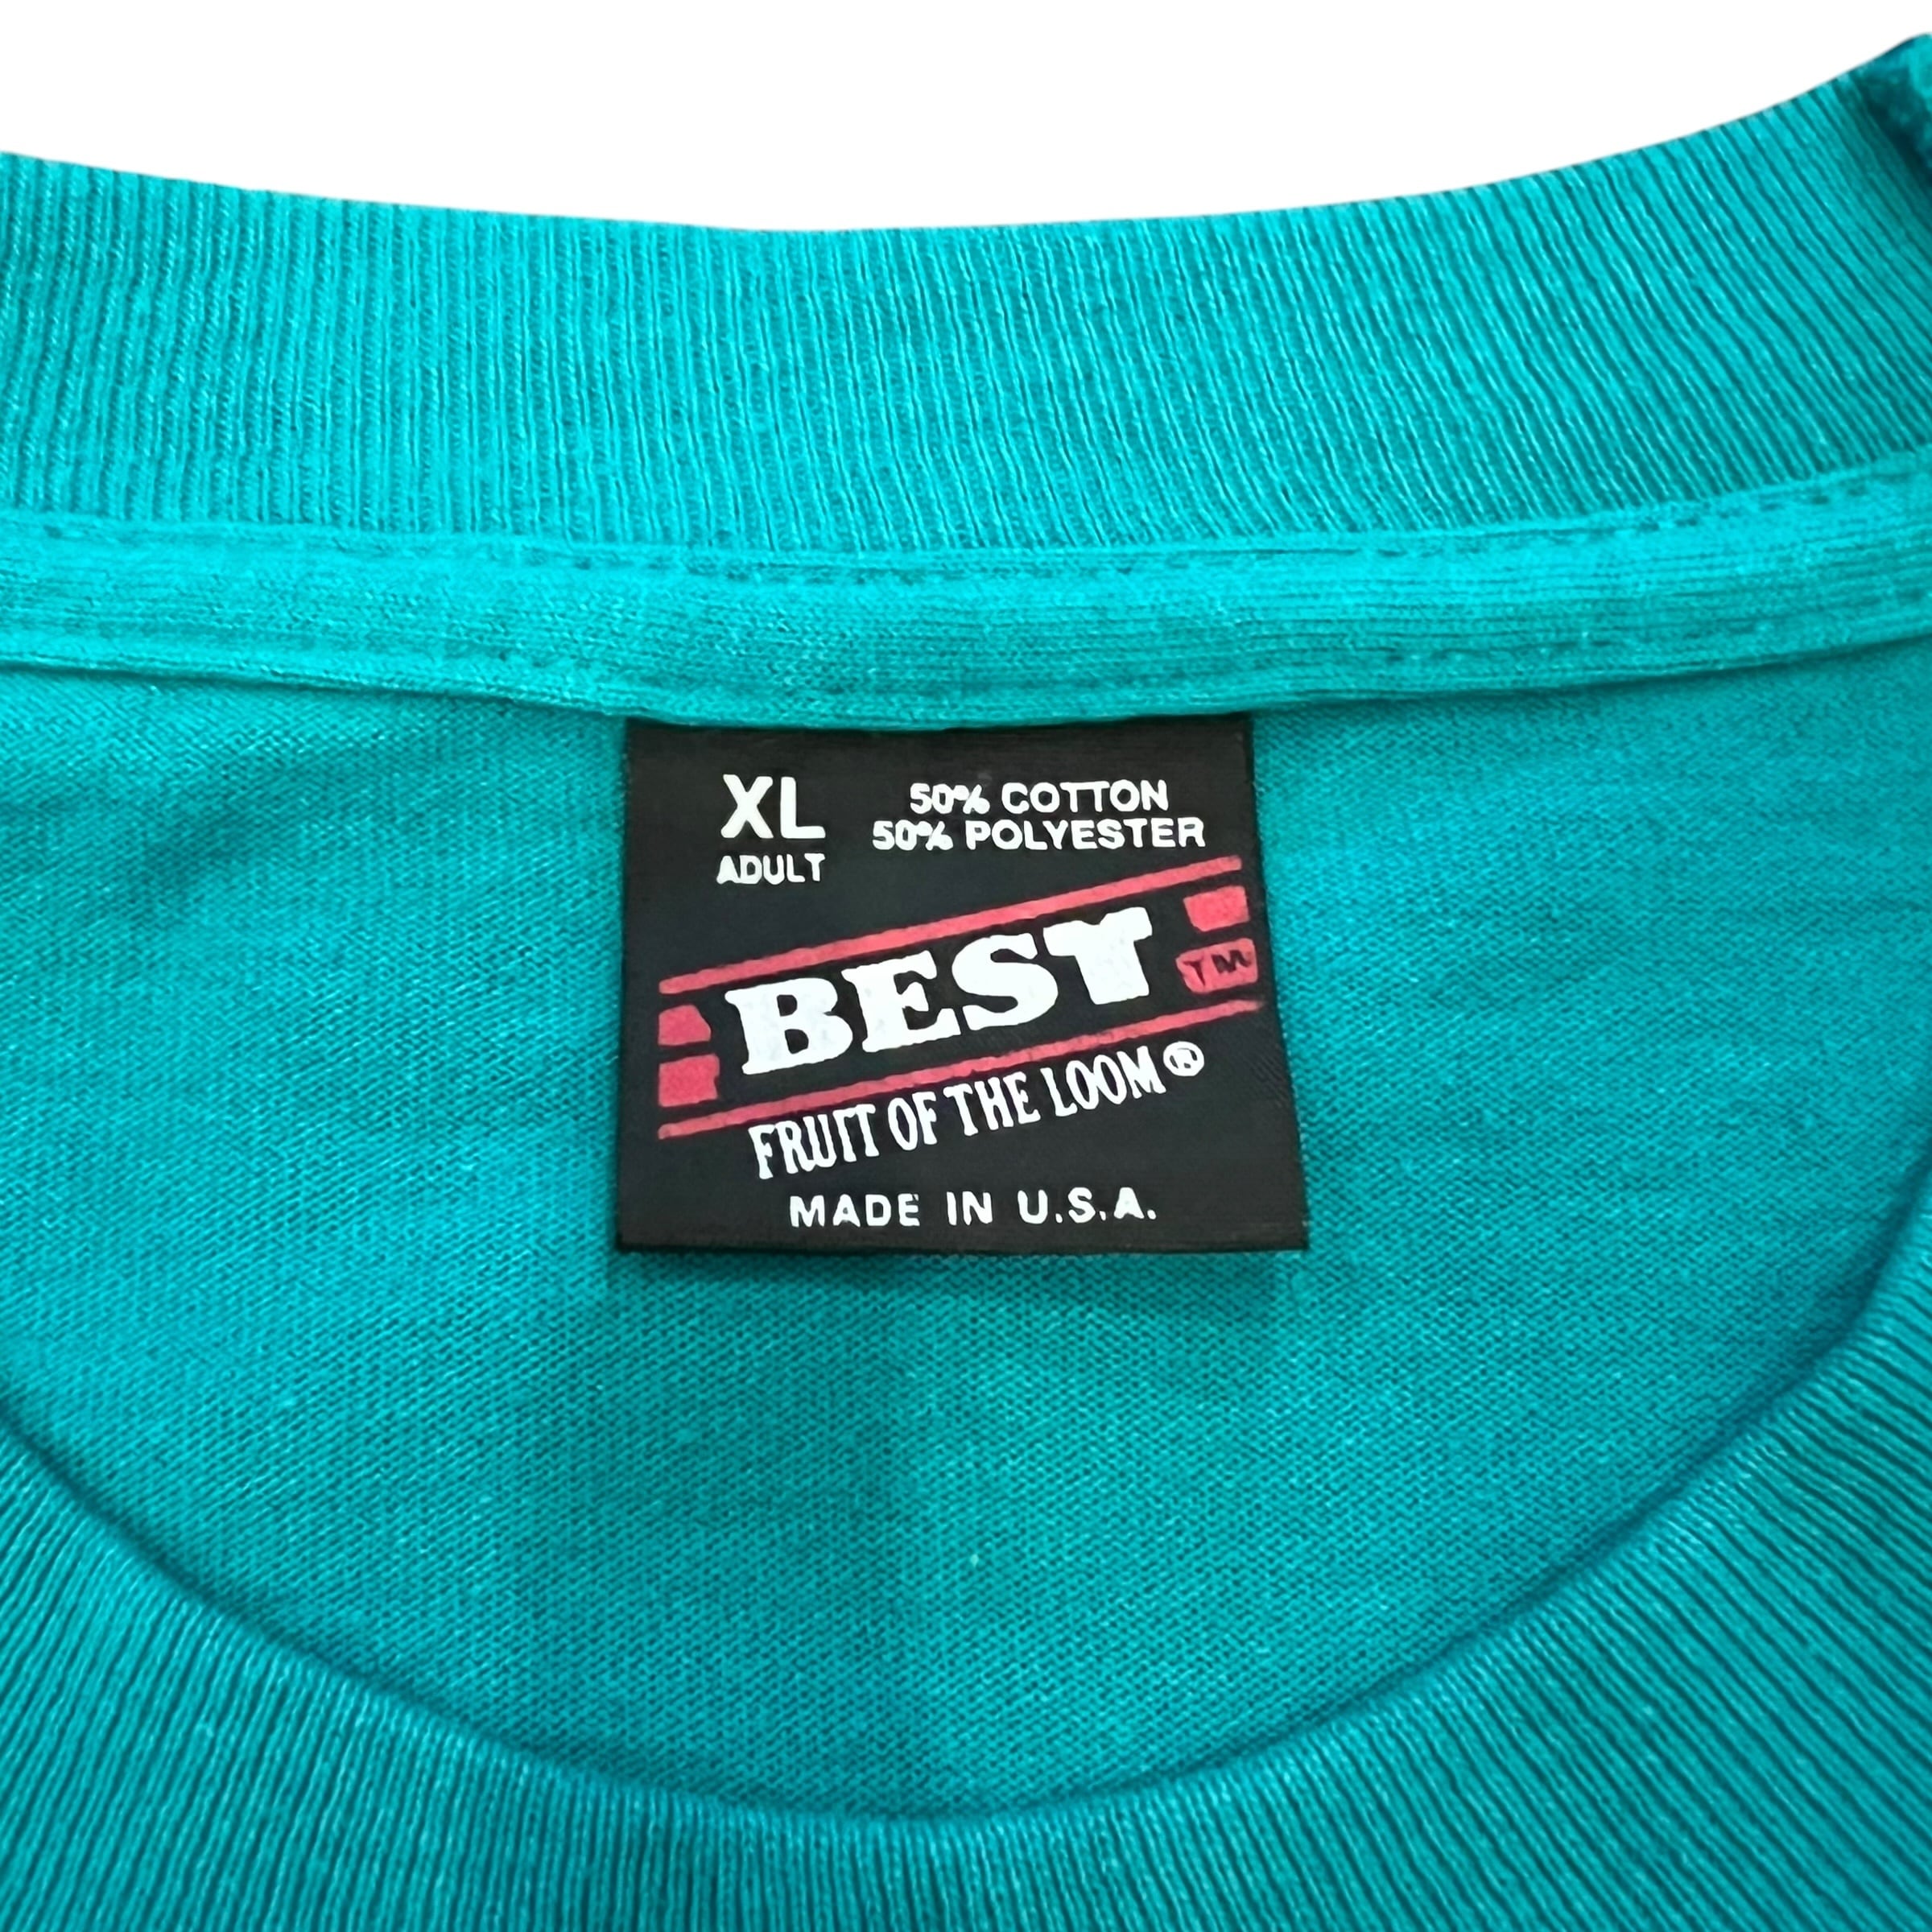 XL
ADULT
50% COTTON
50% POLYESTER
BEST
TM
FRUIT OF THE LOOM®
MADE IN U.S.A.